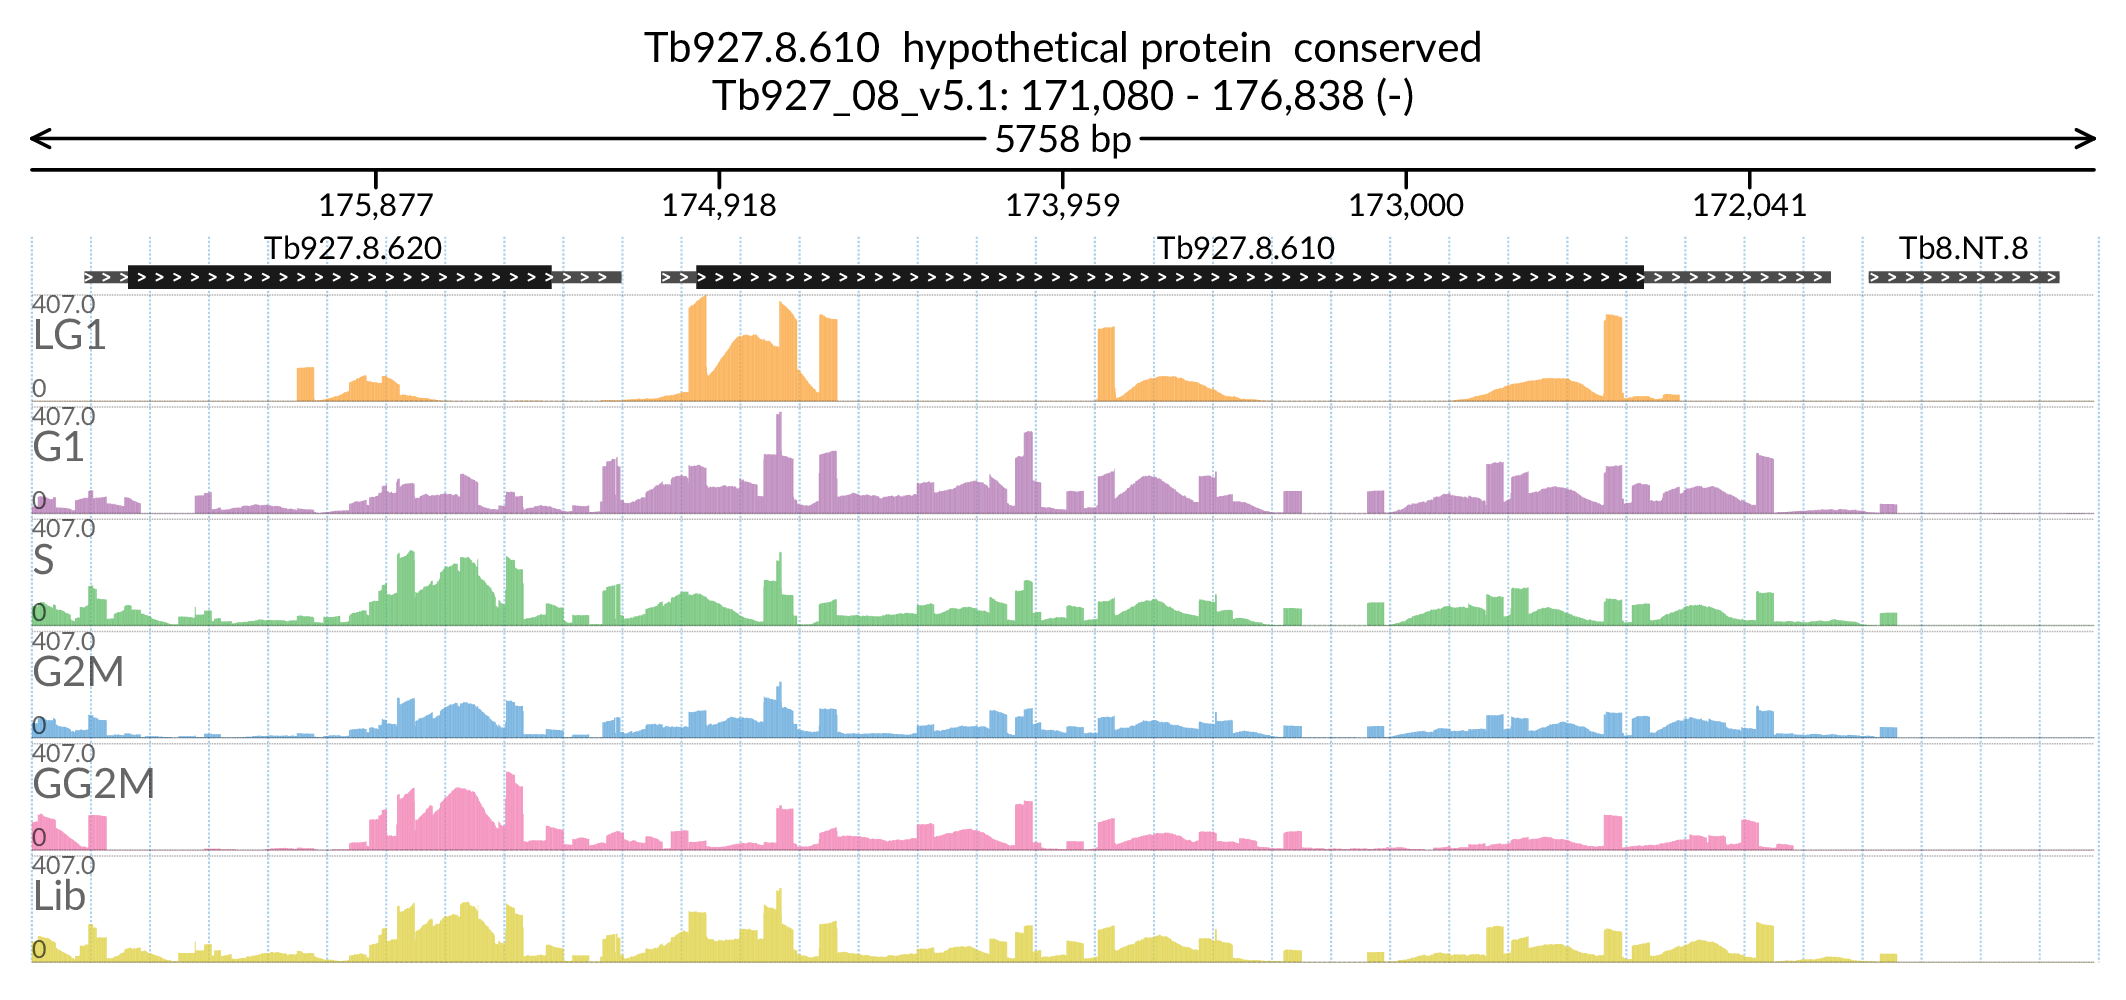 Tb927.8.610 hypothetical protein conserved
Tb927_08_v5.1: 171,080 - 176,838 (-)
5758 bp
175,877 174,918 173,959 173,000 172,041
Tb927.8.620 Tb927.8.610 Tb8.NT.8
407.0
LG1
0
407.0
G1
0
407.0
S
0
407.0
G2M
0
407.0
GG2M
0
407.0
Lib
0